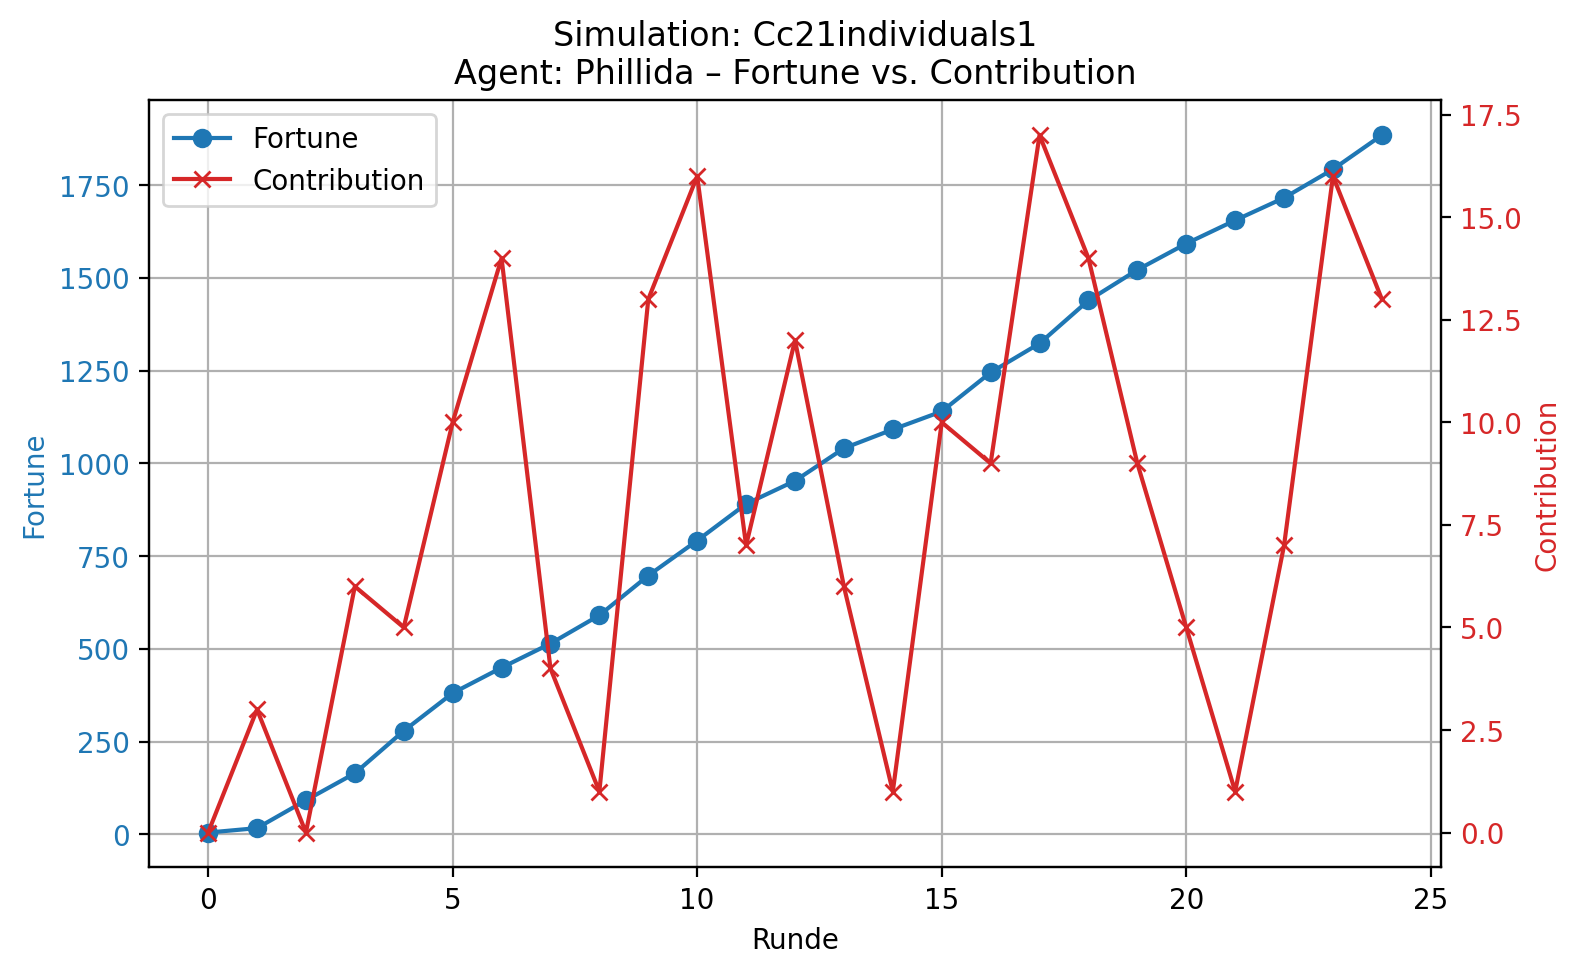 Simulation: Cc21individuals1
Agent: Phillida – Fortune vs. Contribution
Fortune
Contribution
1750
1500
1250
1000
750
500
250
0
Fortune
17.5
15.0
12.5
10.0
7.5
5.0
2.5
0.0
Contribution
0 5 10 15 20 25
Runde